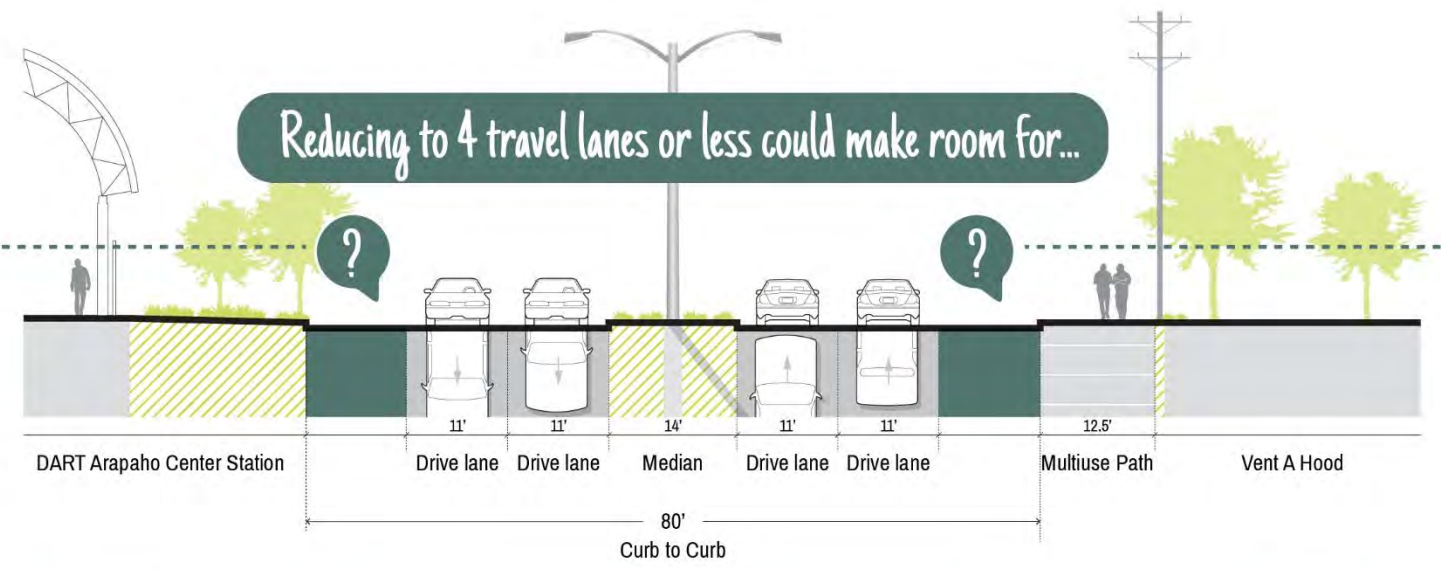 Reducing to 4 travel lanes or less could make room for...
?
?
11'
11'
14'
11'
11'
12.5'
DART Arapaho Center Station
Drive lane
Drive lane
Median
Drive lane
Drive lane
Multiuse Path
Vent A Hood
80'
Curb to Curb